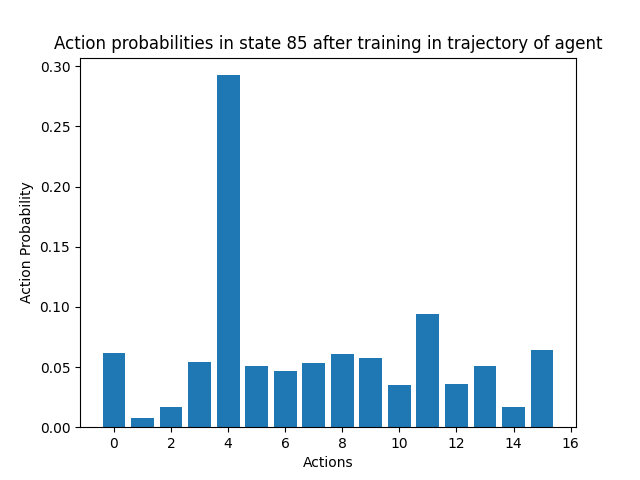 Action probabilities in state 85 after training in trajectory of agent
0.30
0.25
0.20
0.15
0.10
0.05
0.00
Action Probability
0 2 4 6 8 10 12 14 16
Actions